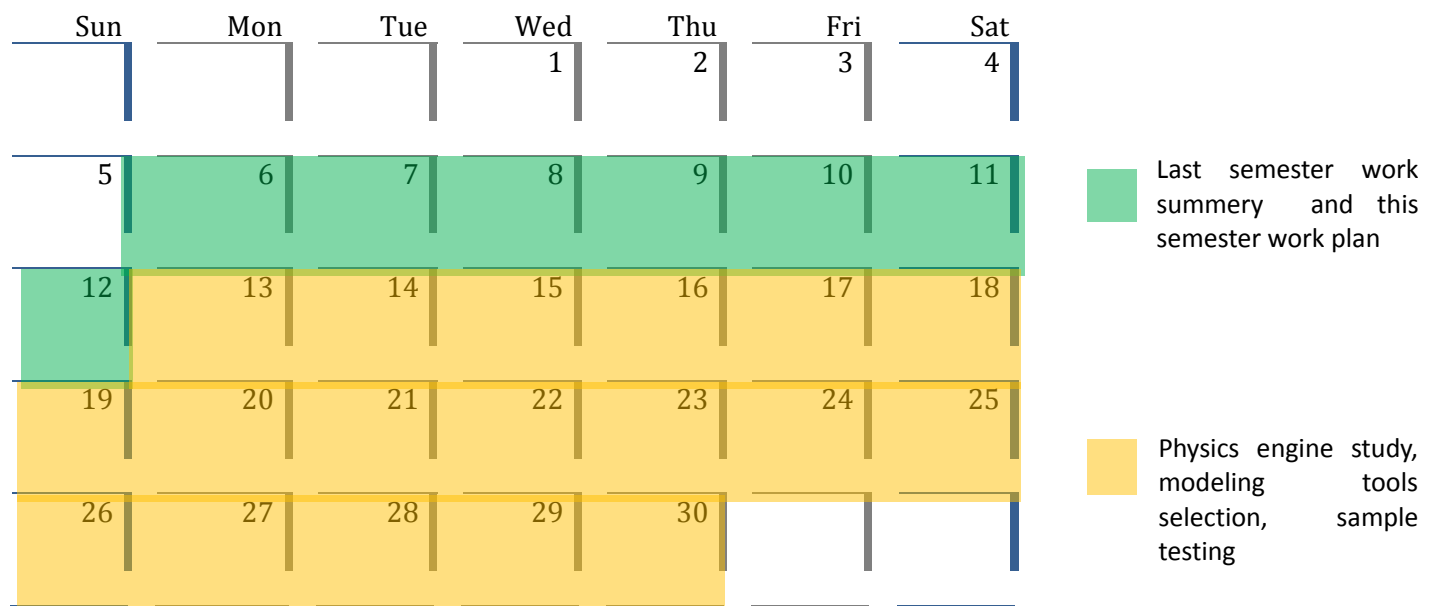 Sun Mon Tue Wed Thu Fri Sat
1 2 3 4
5 6 7 8 9 10 11
12 13 14 15 16 17 18
19 20 21 22 23 24 25
26 27 28 29 30
Last semester work
summery and this
semester work plan
Physics engine study,
modeling tools
selection, sample
testing